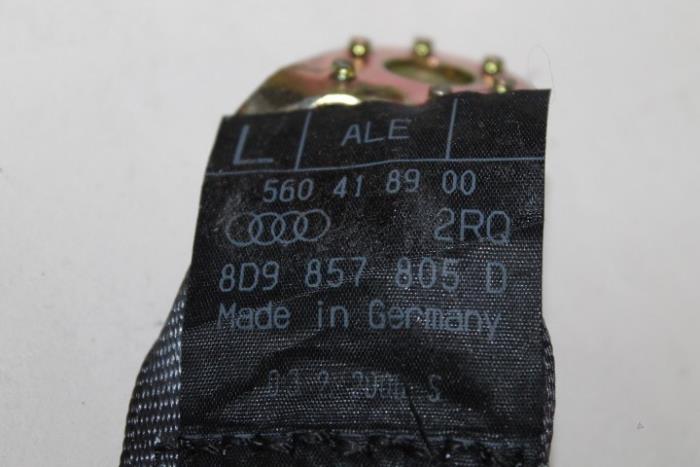 L ALE
560 41 89 00
2RQ
8D9 857 805 D
Made in Germany
S